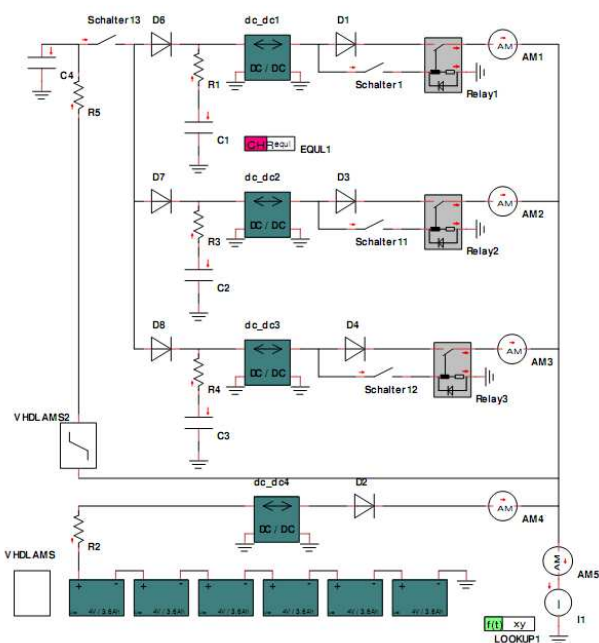 Schalter13
D6
dc_dc1
D1
AM
AM1
C4
R5
R1
DC / DC
Schalter1
Relay1
C1
CH Requl
EQUL1
D7
dc_dc2
D3
AM
AM2
R3
DC / DC
Schalter11
Relay2
C2
D8
dc_dc3
D4
AM
AM3
R4
DC / DC
Schalter12
Relay3
C3
VHDLAMS2
dc_dc4
D2
AM
AM4
R2
DC / DC
VHDLAMS
AM
AM5
+ - + - + - + - + - + -
4V / 3.6Ah 4V / 3.6Ah 4V / 3.6Ah 4V / 3.6Ah 4V / 3.6Ah 4V / 3.6Ah
I
I1
f(t) xy
LOOKUP1